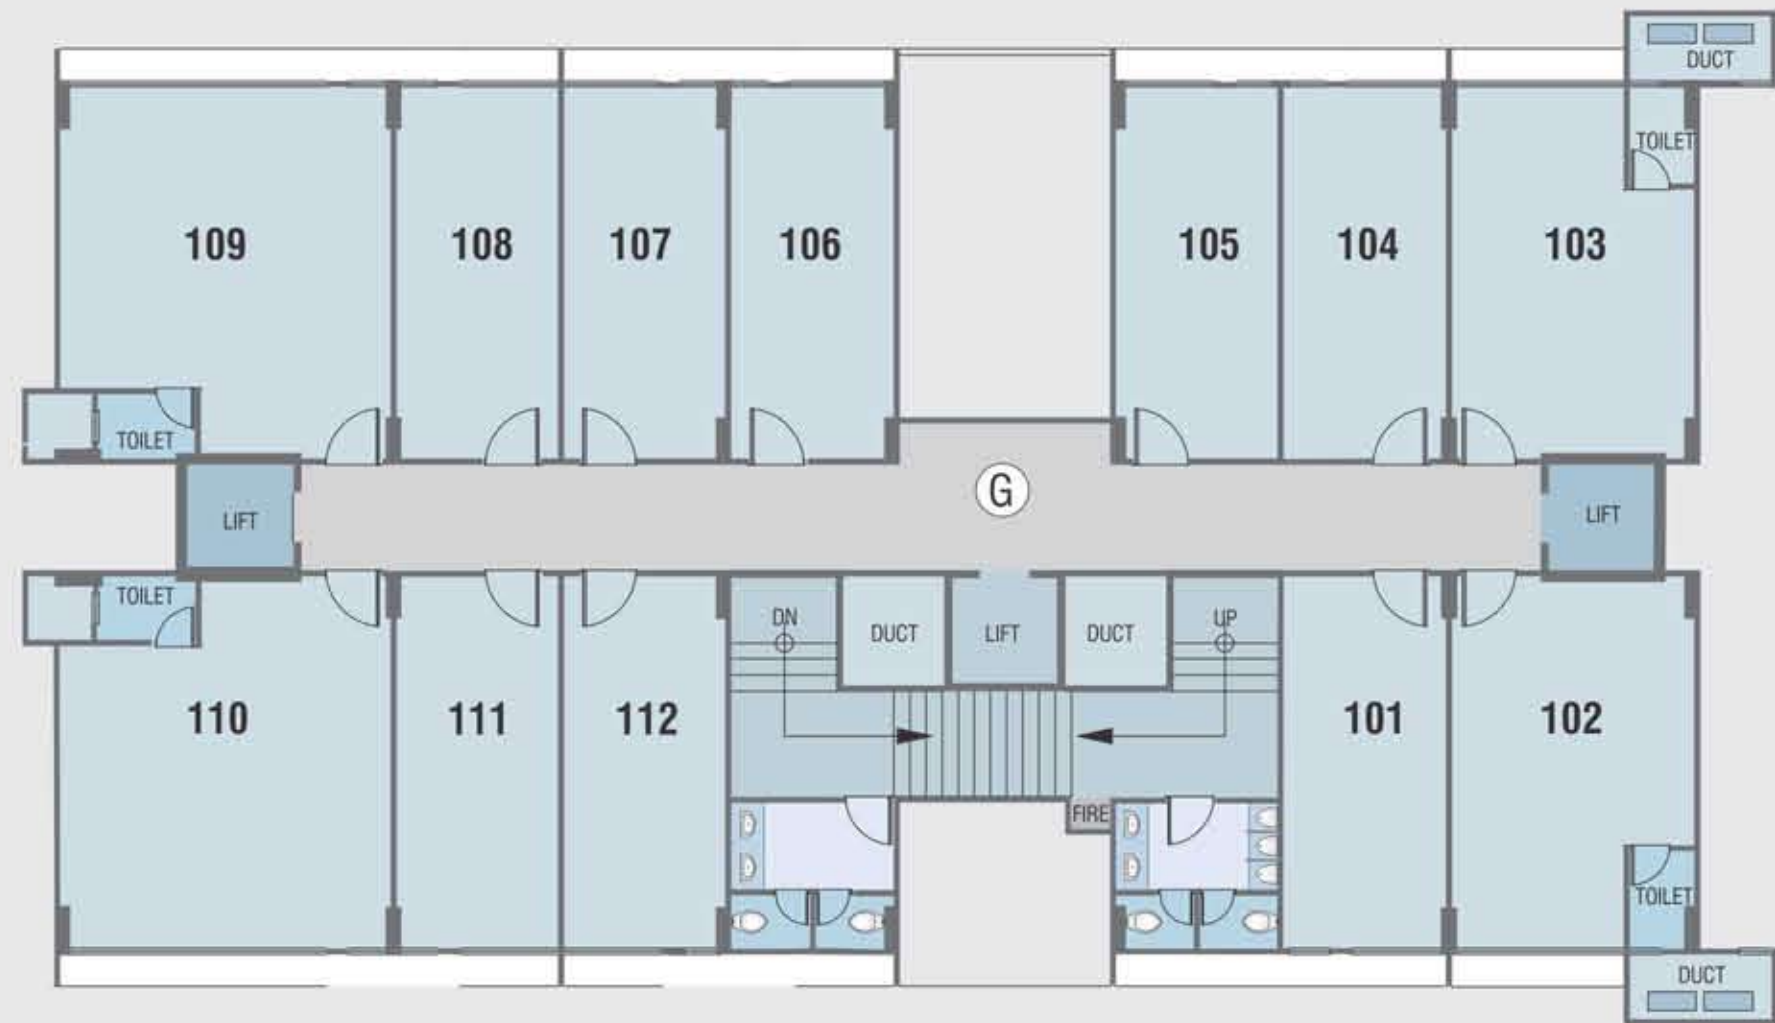 DUCT
TOILET
109
108
107
106
105
104
103
TOILET
G
LIFT
LIFT
TOILET
DN
DUCT
LIFT
DUCT
UP
110
111
112
101
102
FIRE
TOILET
DUCT